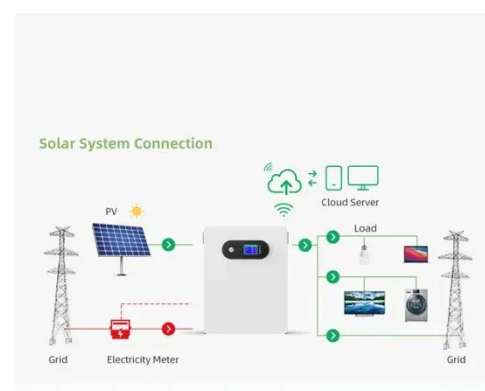 Solar System Connection
Cloud Server
PV
Load
Grid
Electricity Meter
Grid